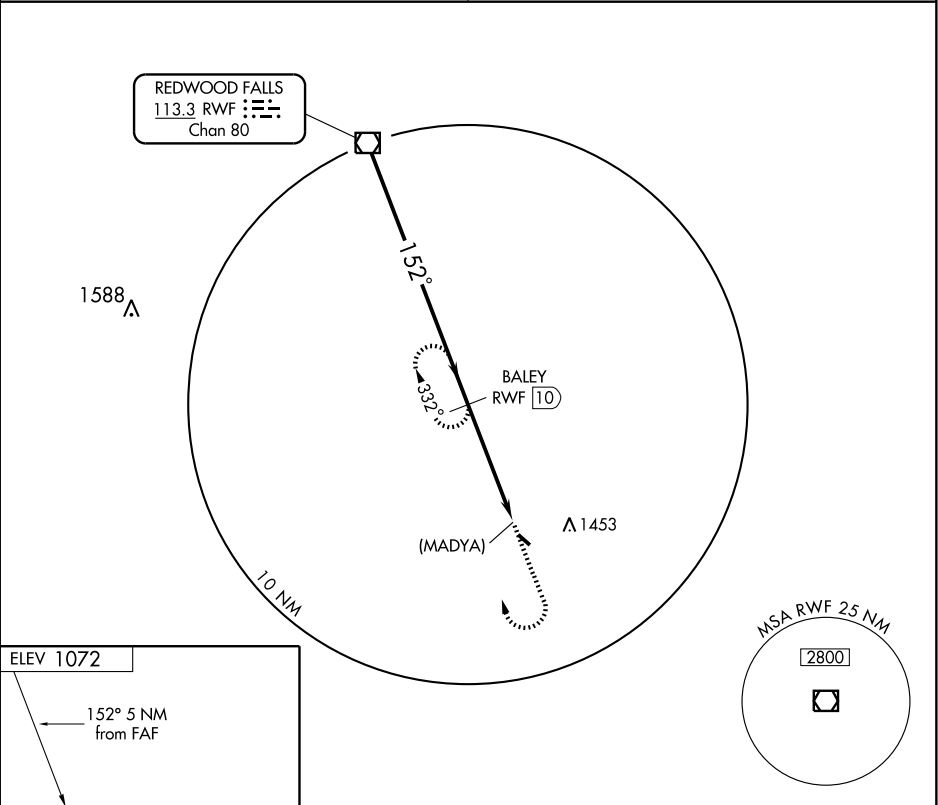 REDWOOD FALLS
113.3 RWF
Chan 80
152°
1588
BALEY
RWF 10
332°
(MADYA)
1453
10 NM
MSA RWF 25 NM
2800
ELEV 1072
152° 5 NM
from FAF